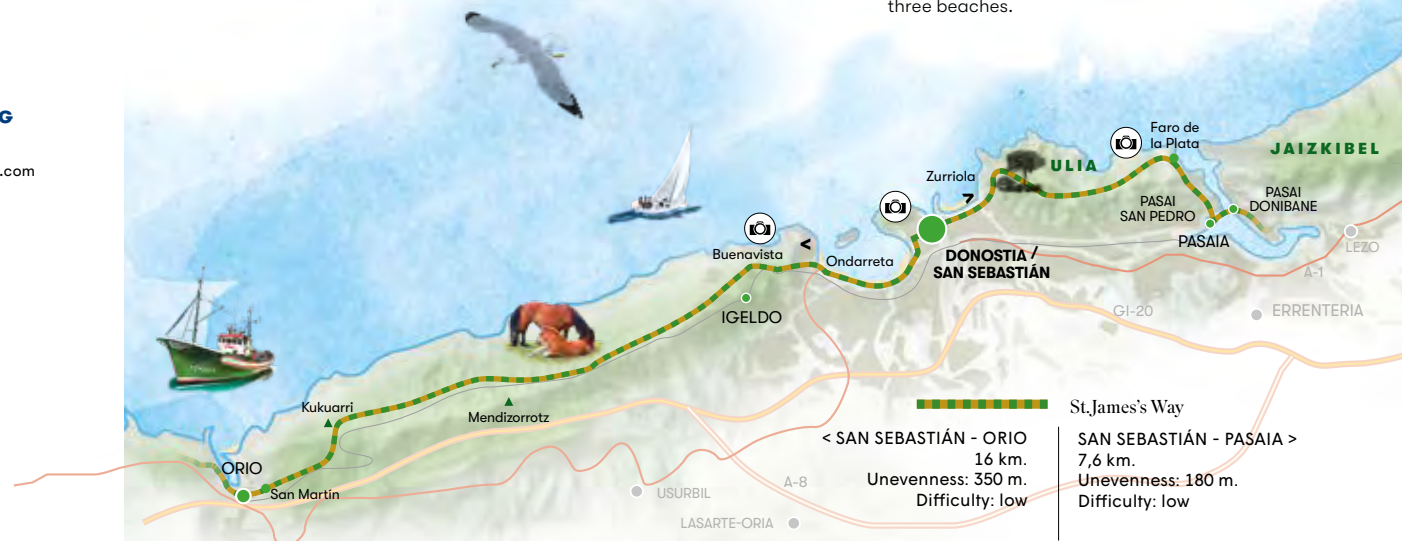 three beaches.
G
.com
Faro de
la Plata
JAIZKIBEL
ULIA
Zurriola
PASAI
SAN PEDRO
PASAI
DONIBANE
PASAIA
LEZO
Buenavista
Ondarreta
DONOSTIA /
SAN SEBASTIÁN
A-1
IGELDO
GI-20
ERRENTERIA
Kukuarri
Mendizorrotz
St.James's Way
< SAN SEBASTIÁN - ORIO
16 km.
Unevenness: 350 m.
Difficulty: low
SAN SEBASTIÁN - PASAIA >
7,6 km.
Unevenness: 180 m.
Difficulty: low
ORIO
San Martín
A-8
USURBIL
LASARTE-ORIA